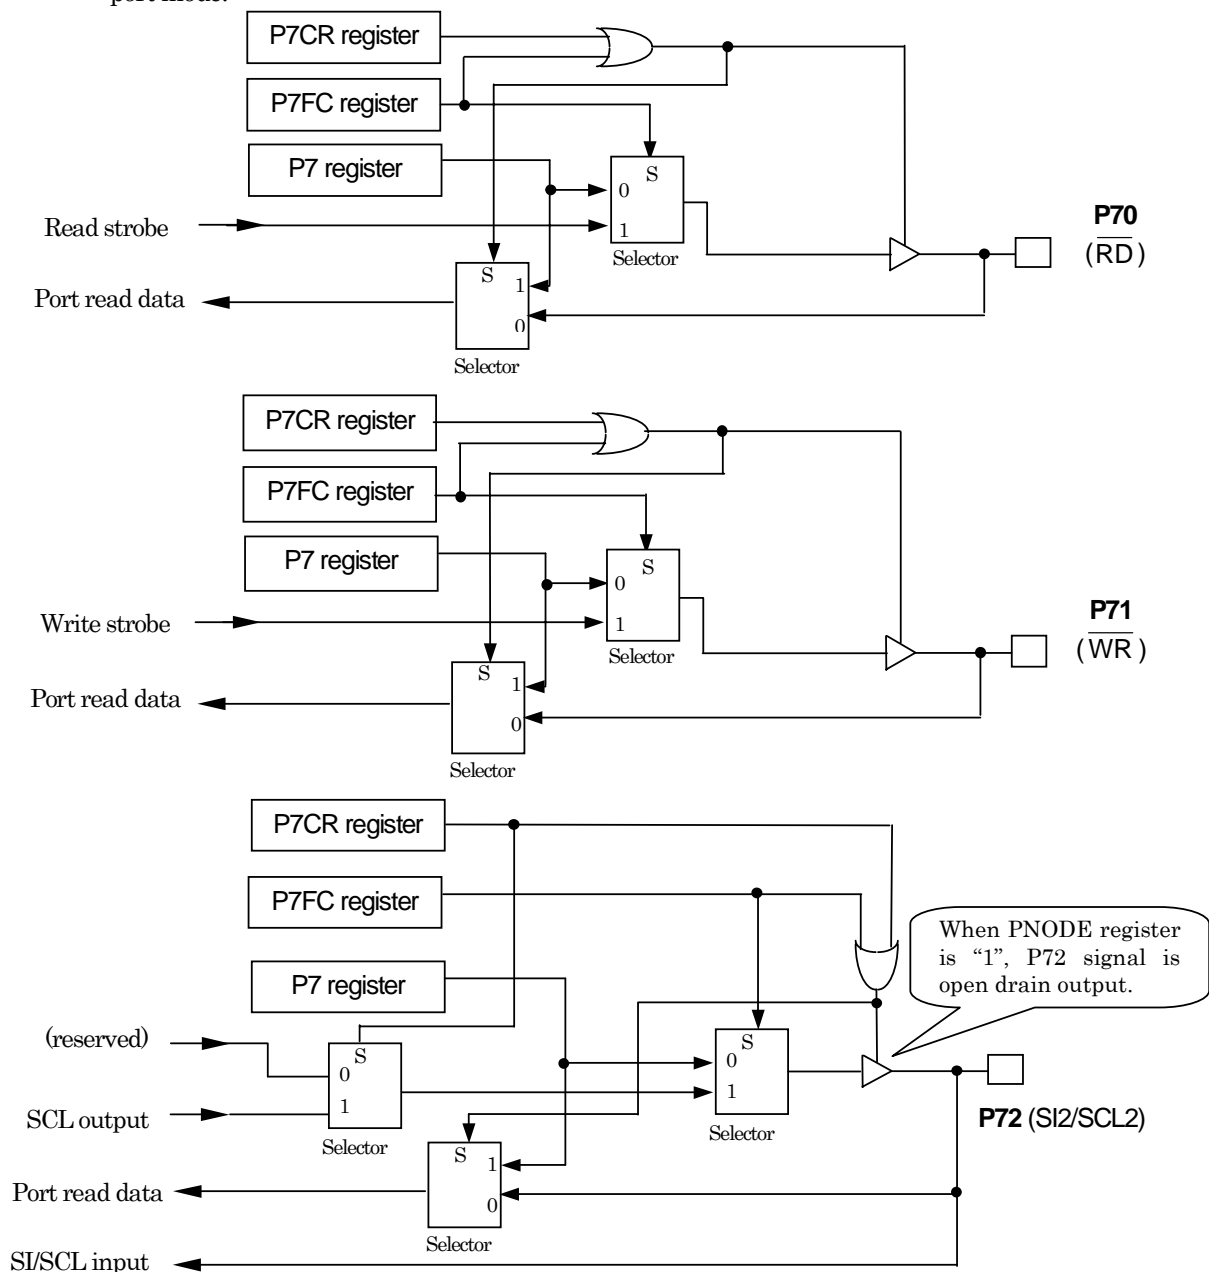 port mode.
P7CR register
P7FC register
P7 register
S
0
1
Selector
Read strobe
P70
(RD)
S
1
0
Selector
Port read data
P7CR register
P7FC register
P7 register
S
0
1
Selector
Write strobe
P71
(WR)
S
1
0
Selector
Port read data
P7CR register
P7FC register
When PNODE register
is “1”, P72 signal is
open drain output.
P7 register
(reserved)
S
0
1
Selector
SCL output
S
0
1
Selector
P72 (SI2/SCL2)
S
1
0
Selector
Port read data
SI/SCL input